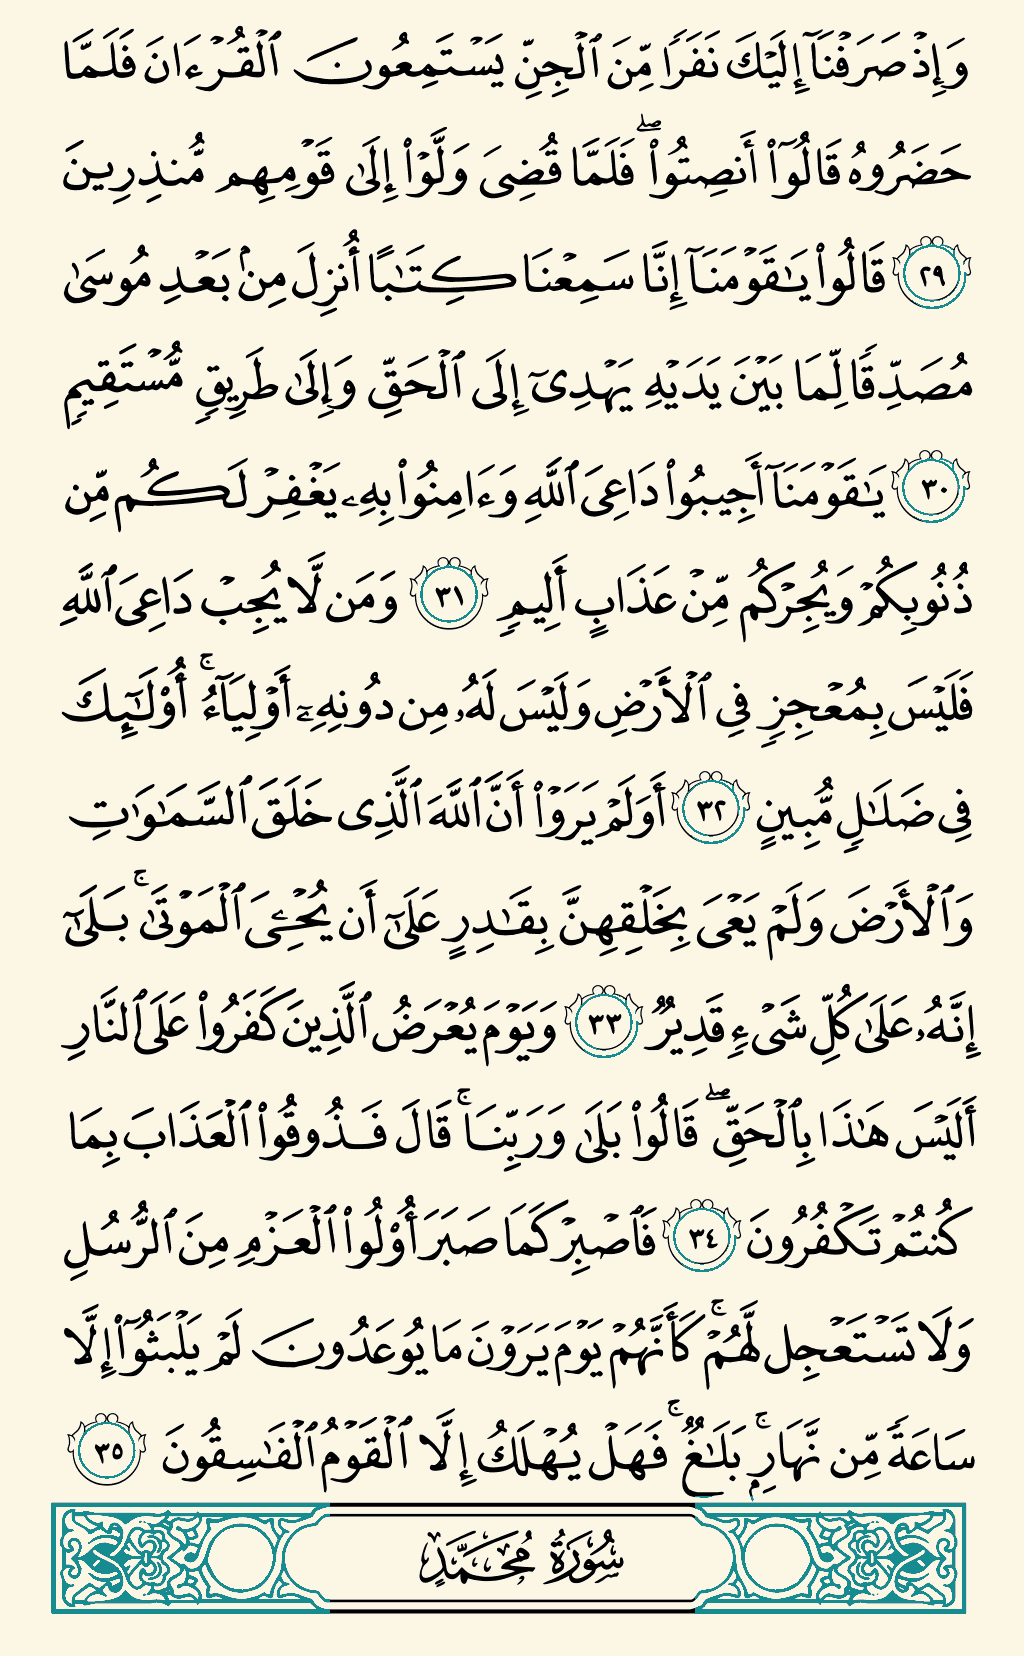 وَإِذْ صَرَفْنَآ إِلَيْكَ نَفَرًا مِّنَ ٱلْجِنِّ يَسْتَمِعُونَ ٱلْقُرْءَانَ فَلَمَّا
حَضَرُوهُ قَالُوٓا۟ أَنصِتُوا۟ ۖ فَلَمَّا قُضِىَ وَلَّوْا۟ إِلَىٰ قَوْمِهِم مُّنذِرِينَ
٢٩ قَالُوا۟ يَـٰقَوْمَنَآ إِنَّا سَمِعْنَا كِتَـٰبًا أُنزِلَ مِنۢ بَعْدِ مُوسَىٰ
مُصَدِّقًا لِّمَا بَيْنَ يَدَيْهِ يَهْدِىٓ إِلَى ٱلْحَقِّ وَإِلَىٰ طَرِيقٍ مُّسْتَقِيمٍ
٣٠ يَـٰقَوْمَنَآ أَجِيبُوا۟ دَاعِىَ ٱللَّهِ وَءَامِنُوا۟ بِهِۦ يَغْفِرْ لَكُم مِّن
ذُنُوبِكُمْ وَيُجِرْكُم مِّنْ عَذَابٍ أَلِيمٍ ٣١ وَمَن لَّا يُجِبْ دَاعِىَ ٱللَّهِ
فَلَيْسَ بِمُعْجِزٍ فِى ٱلْأَرْضِ وَلَيْسَ لَهُۥ مِن دُونِهِۦٓ أَوْلِيَآءُ ۚ أُو۟لَـٰٓئِكَ
فِى ضَلَـٰلٍ مُّبِينٍ ٣٢ أَوَلَمْ يَرَوْا۟ أَنَّ ٱللَّهَ ٱلَّذِى خَلَقَ ٱلسَّمَـٰوَٰتِ
وَٱلْأَرْضَ وَلَمْ يَعْىَ بِخَلْقِهِنَّ بِقَـٰدِرٍ عَلَىٰٓ أَن يُحْـِۧىَ ٱلْمَوْتَىٰ ۚ بَلَىٰٓ
إِنَّهُۥ عَلَىٰ كُلِّ شَىْءٍ قَدِيرٌ ٣٣ وَيَوْمَ يُعْرَضُ ٱلَّذِينَ كَفَرُوا۟ عَلَى ٱلنَّارِ
أَلَيْسَ هَـٰذَا بِٱلْحَقِّ ۖ قَالُوا۟ بَلَىٰ وَرَبِّنَا ۚ قَالَ فَذُوقُوا۟ ٱلْعَذَابَ بِمَا
كُنتُمْ تَكْفُرُونَ ٣٤ فَٱصْبِرْ كَمَا صَبَرَ أُو۟لُوا۟ ٱلْعَزْمِ مِنَ ٱلرُّسُلِ
وَلَا تَسْتَعْجِل لَّهُمْ ۚ كَأَنَّهُمْ يَوْمَ يَرَوْنَ مَا يُوعَدُونَ لَمْ يَلْبَثُوٓا۟ إِلَّا
سَاعَةً مِّن نَّهَارٍۭ ۚ بَلَـٰغٌ ۚ فَهَلْ يُهْلَكُ إِلَّا ٱلْقَوْمُ ٱلْفَـٰسِقُونَ ٣٥
سُورَةُ مُحَمَّدٍ